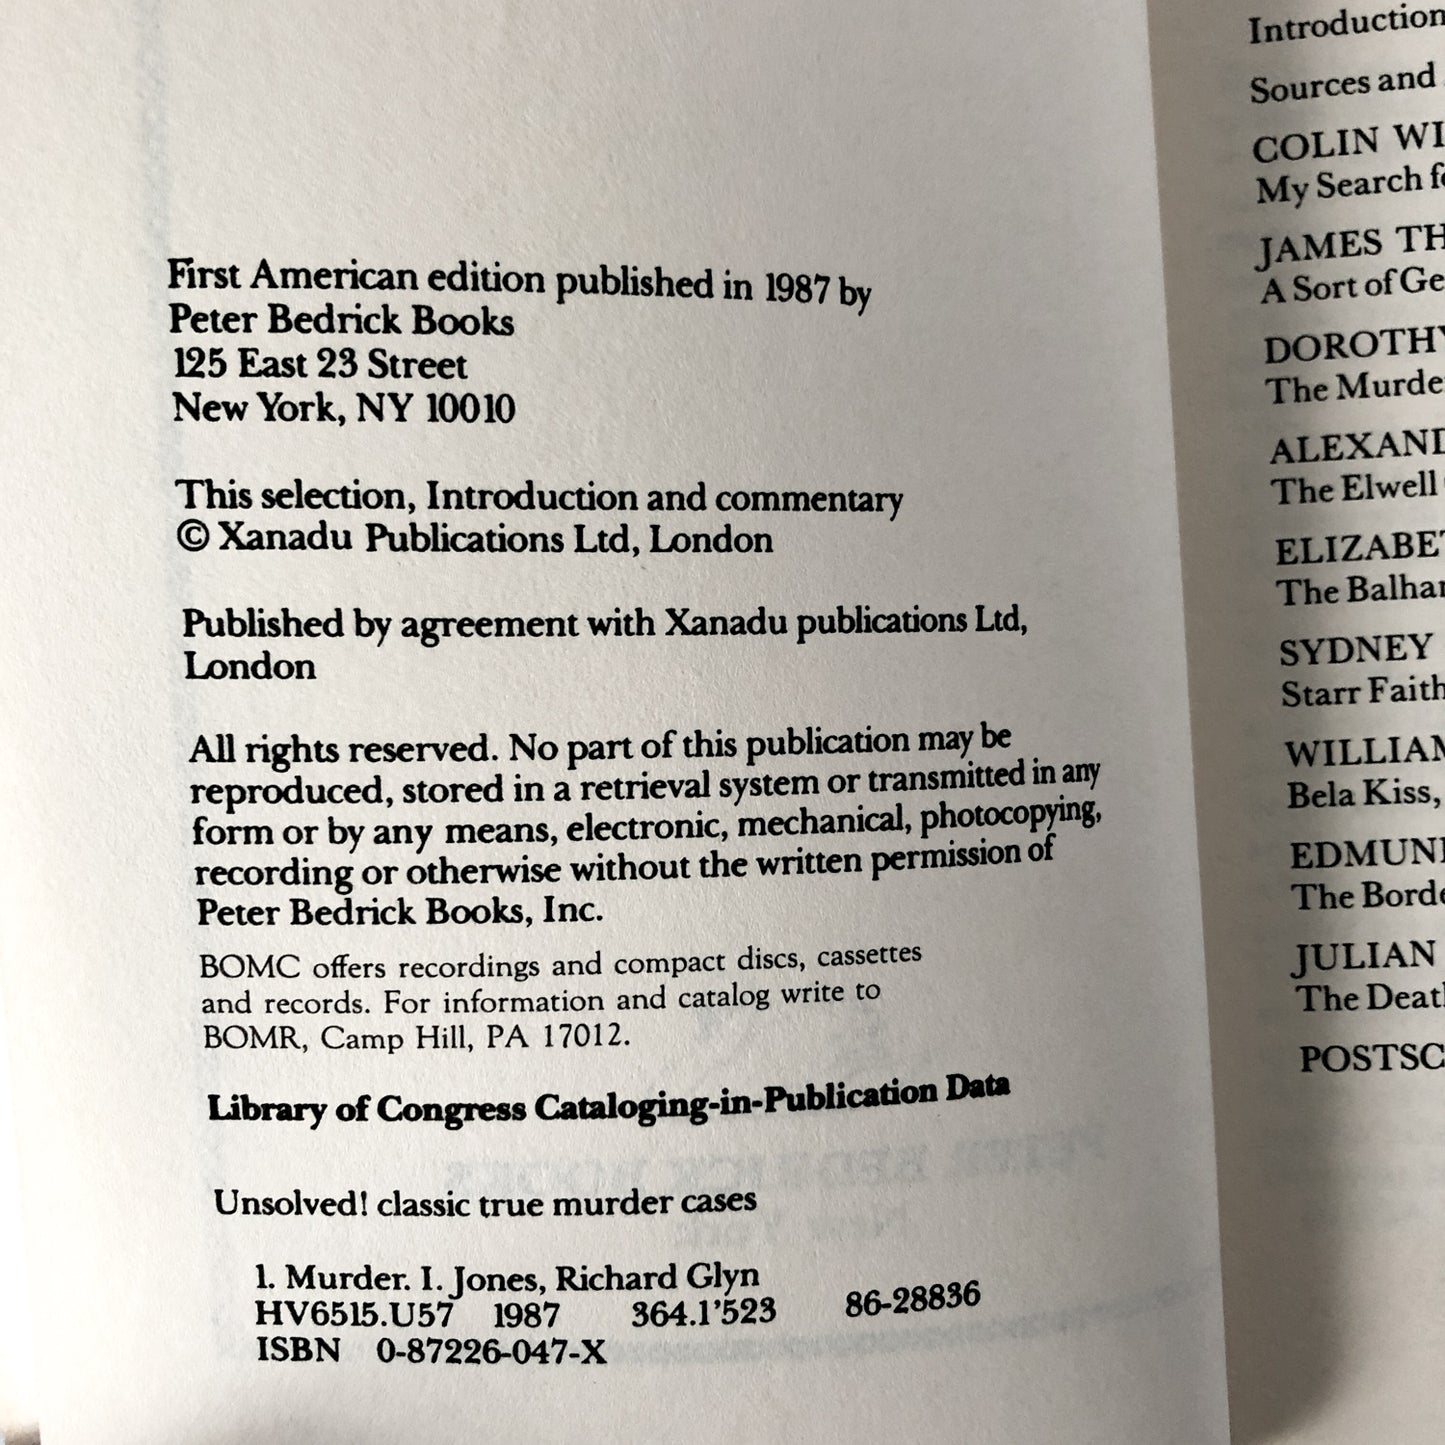 First American edition published in 1987 by
Peter Bedrick Books
125 East 23 Street
New York, NY 10010
This selection, Introduction and commentary
© Xanadu Publications Ltd, London
Published by agreement with Xanadu publications Ltd,
London
All rights reserved. No part of this publication may be
reproduced, stored in a retrieval system or transmitted in any
form or by any means, electronic, mechanical, photocopying,
recording or otherwise without the written permission of
Peter Bedrick Books, Inc.
BOMC offers recordings and compact discs, cassettes
and records. For information and catalog write to
BOMR, Camp Hill, PA 17012.
Library of Congress Cataloging-in-Publication Data
Unsolved! classic true murder cases
1. Murder. I. Jones, Richard Glyn
HV6515.U57 1987 364.1'523 86-28836
ISBN 0-87226-047-X
Introduction
Sources and
COLIN
My Search
JAMES
A Sort of
DOROTHY
The
The Elwell
The
SYDNEY
Starr
Bela Kiss,
The
JULIAN
The